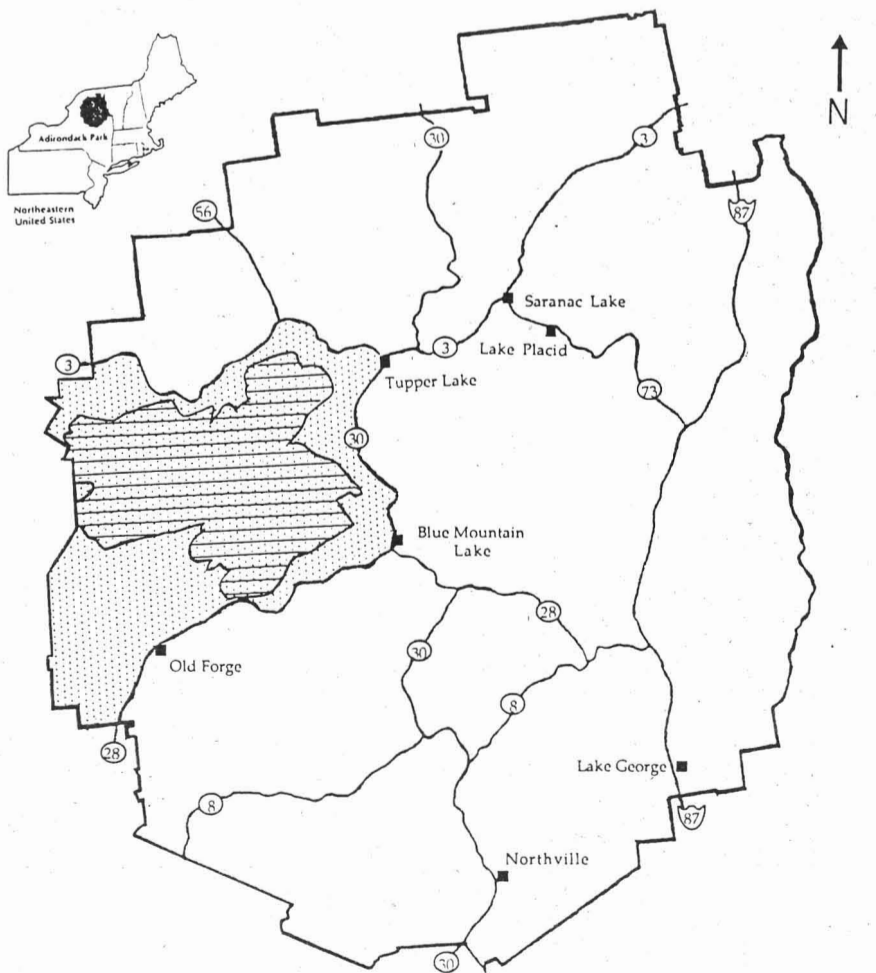 Adirondack Park
Northeastern
United States
N
30
3
87
56
Saranac Lake
Lake Placid
3
3
Tupper Lake
73
30
Blue Mountain
Lake
28
30
Old Forge
8
28
Lake George
8
87
Northville
30